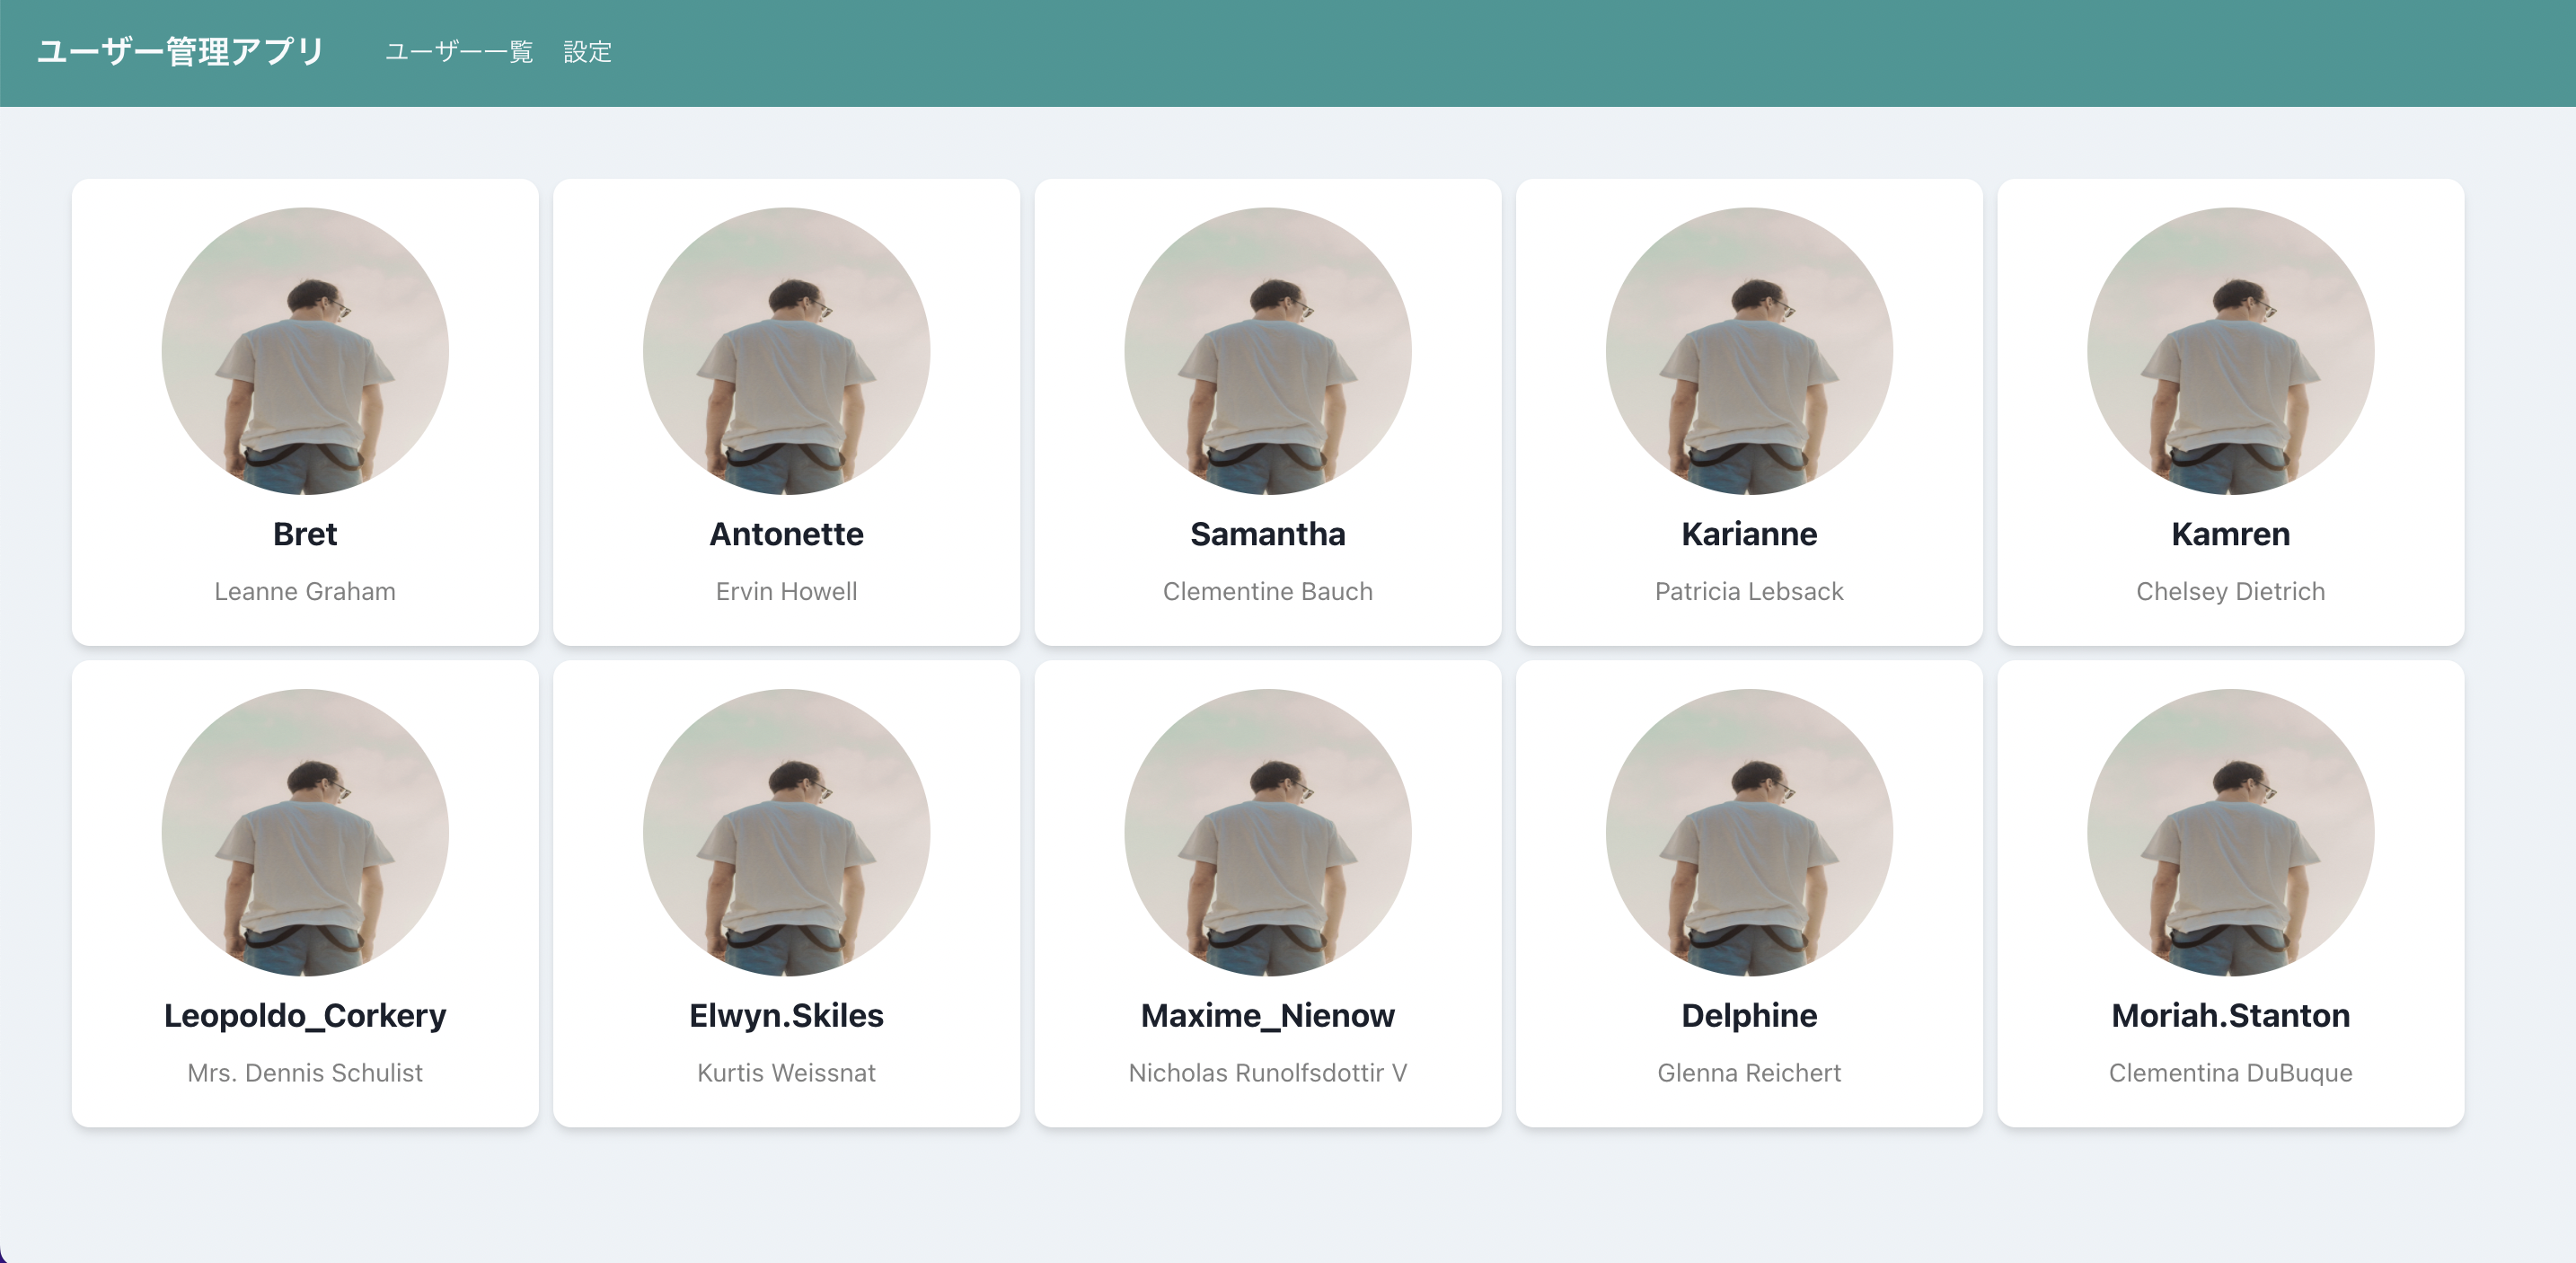 ユーザー管理アプリ ユーザー一覧 設定
Bret
Leanne Graham
Antonette
Ervin Howell
Samantha
Clementine Bauch
Karianne
Patricia Lebsack
Kamren
Chelsey Dietrich
Leopoldo_Corkery
Mrs. Dennis Schulist
Elwyn.Skiles
Kurtis Weissnat
Maxime_Nienow
Nicholas Runolfsdottir V
Delphine
Glenna Reichert
Moriah.Stanton
Clementina DuBuque